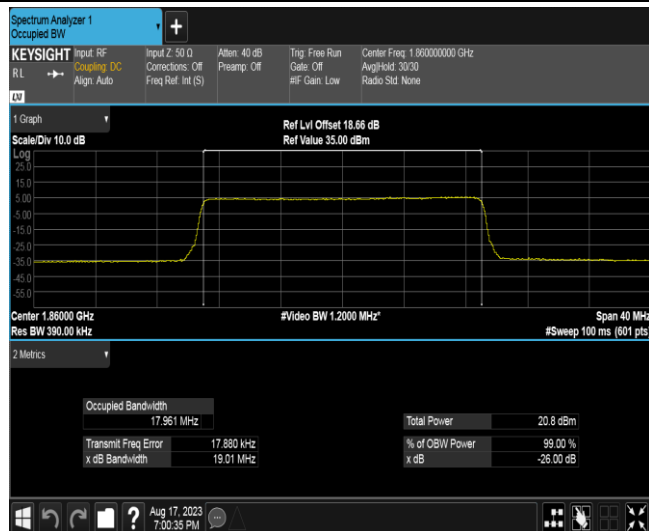 Spectrum Analyzer 1
Occupied BW
+
KEYSIGHT
RL
Input: RF
Coupling: DC
Align: Auto
Input Z: 50 Ω
Corrections: Off
Freq Ref: Int (S)
Atten: 40 dB
Preamp: Off
Trig: Free Run
Gate: Off
#IF Gain: Low
Center Freq: 1.860000000 GHz
Avg|Hold: 30/30
Radio Std: None
LXI
1 Graph
Scale/Div 10.0 dB
Ref Lvl Offset 18.66 dB
Ref Value 35.00 dBm
Log
25.0
15.0
5.00
-5.00
-15.0
-25.0
-35.0
-45.0
-55.0
Center 1.86000 GHz
#Video BW 1.2000 MHz*
Span 40 MHz
Res BW 390.00 kHz
#Sweep 100 ms (601 pts)
2 Metrics
Occupied Bandwidth
17.961 MHz
Total Power 20.8 dBm
Transmit Freq Error 17.880 kHz
% of OBW Power 99.00 %
x dB Bandwidth 19.01 MHz
x dB -26.00 dB
?
Aug 17, 2023
7:00:35 PM